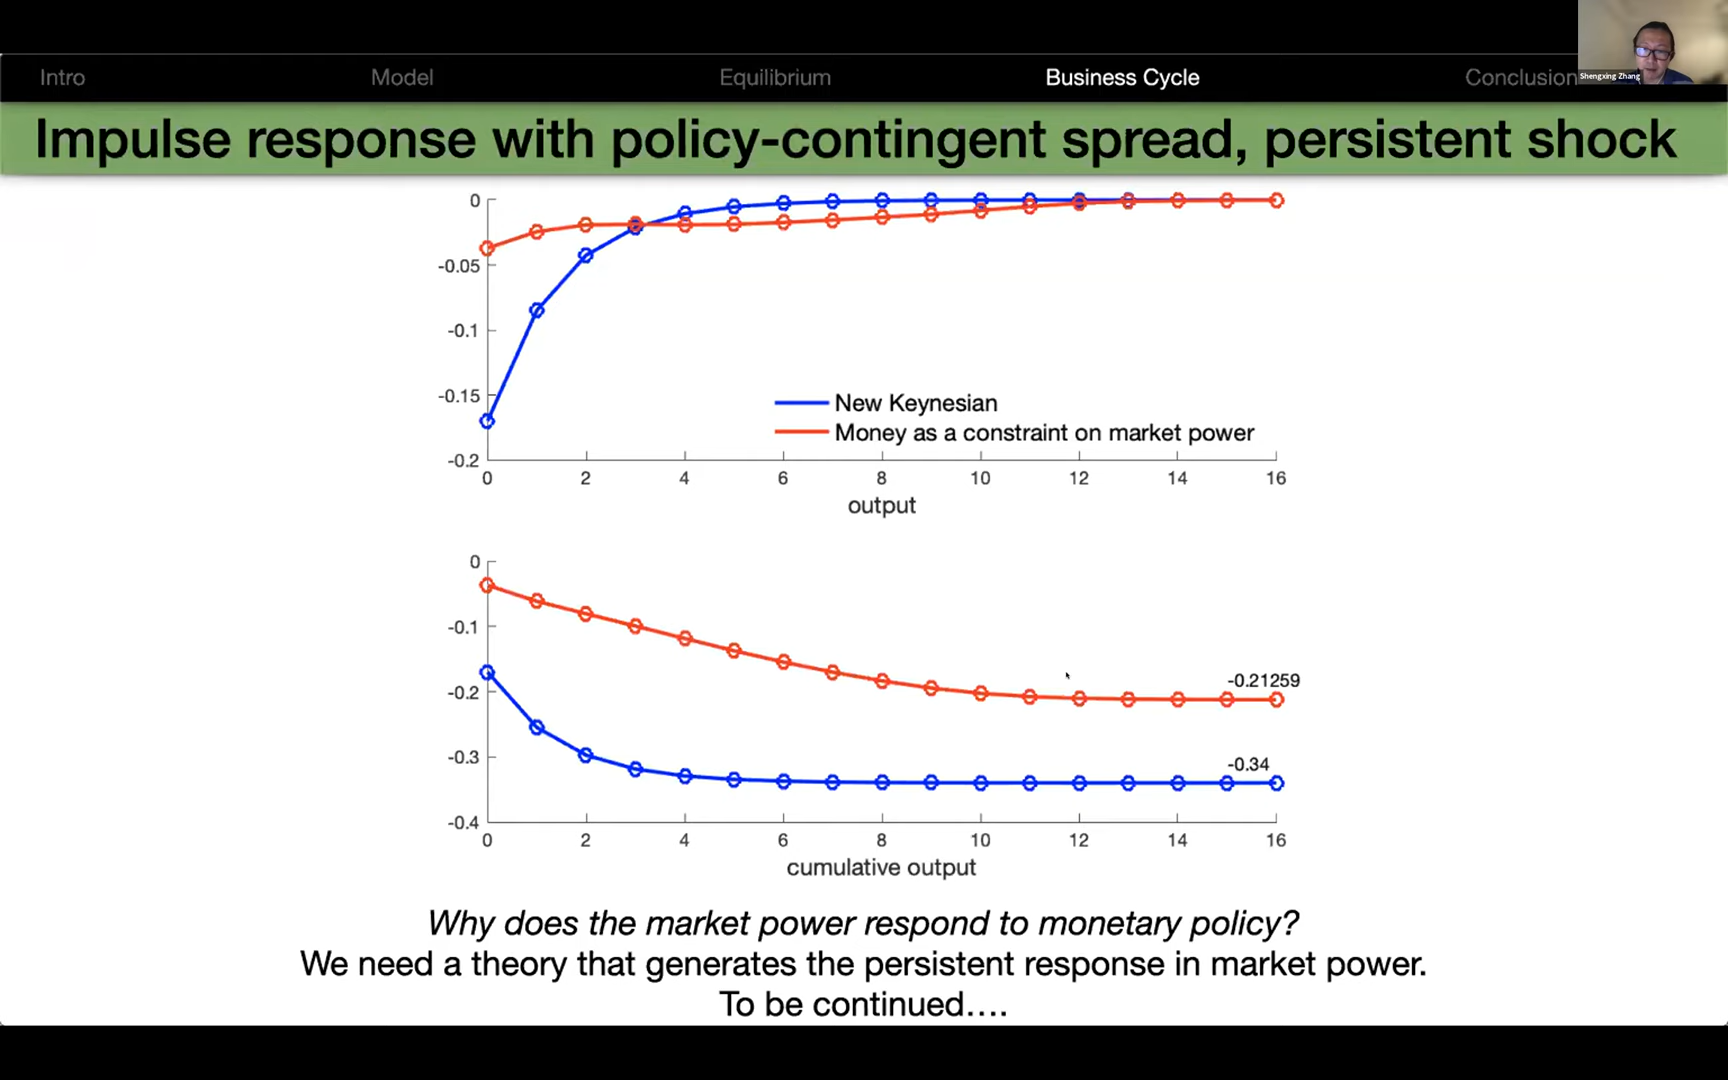 Intro Model Equilibrium Business Cycle Conclusion
Shengxing Zhang
Impulse response with policy-contingent spread, persistent shock
0
-0.05
-0.1
-0.15
-0.2
New Keynesian
Money as a constraint on market power
0 2 4 6 8 10 12 14 16
output
0
-0.1
-0.2
-0.3
-0.4
-0.21259
-0.34
0 2 4 6 8 10 12 14 16
cumulative output
Why does the market power respond to monetary policy?
We need a theory that generates the persistent response in market power.
To be continued....